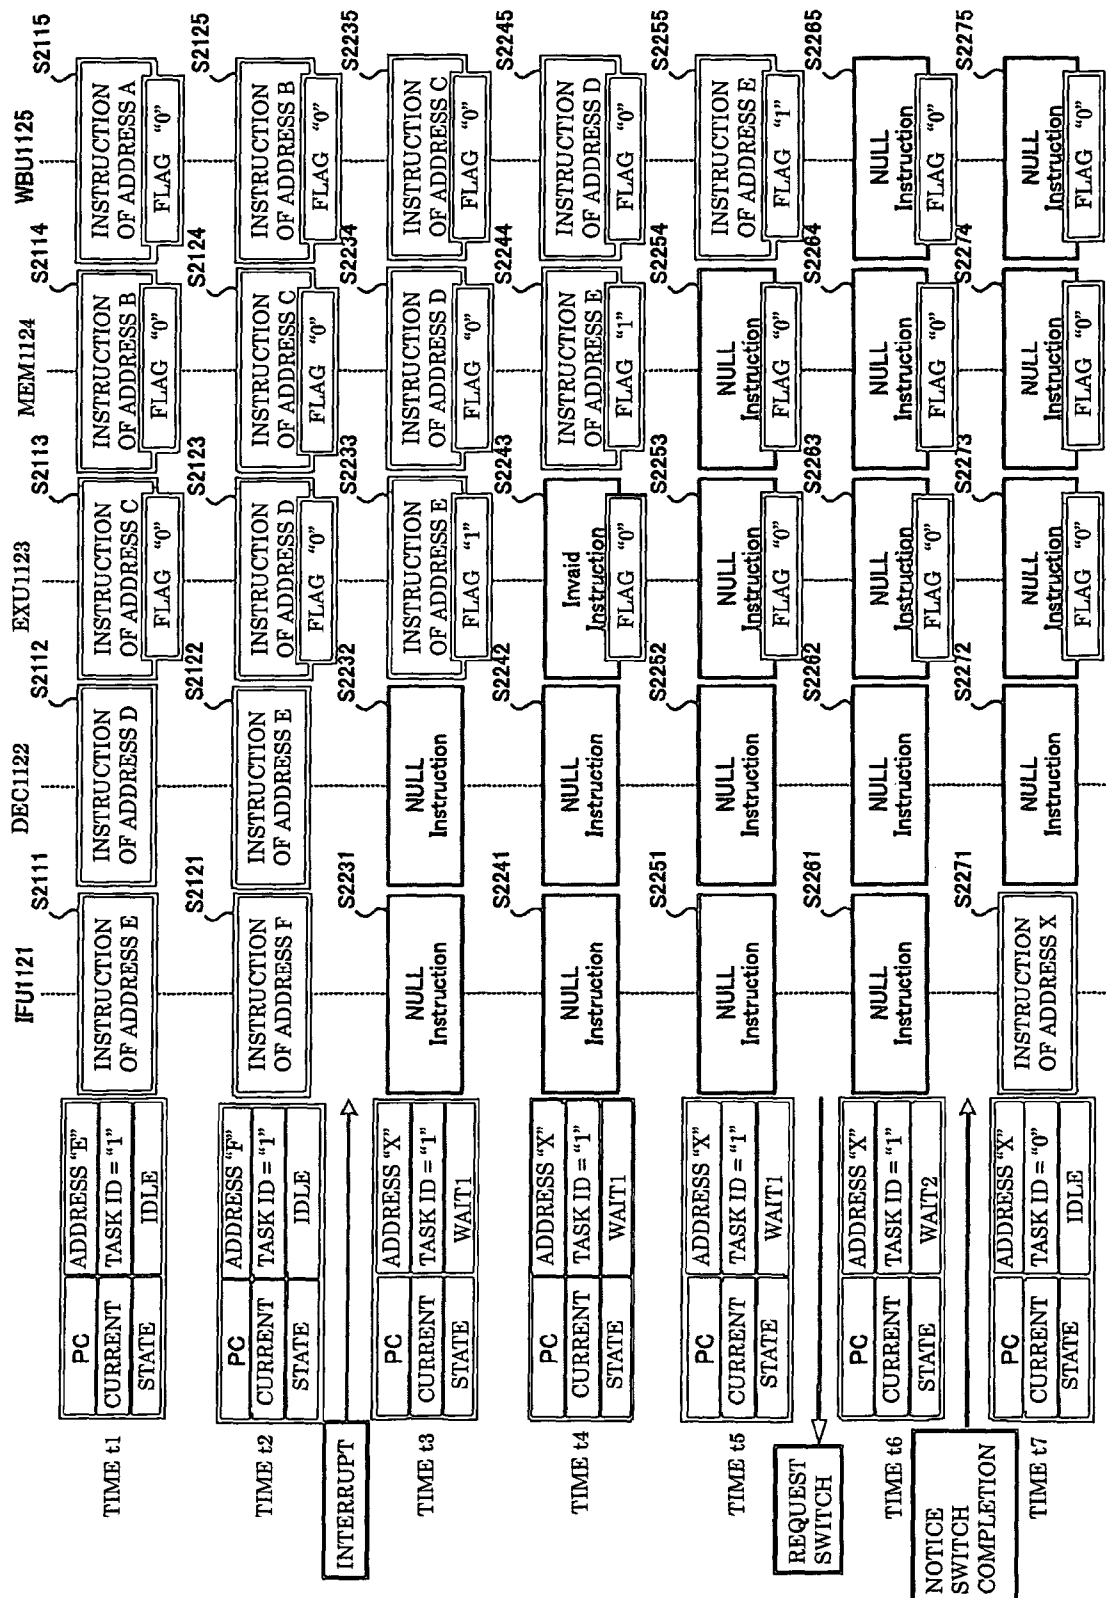 IFU1121
DEC1122
EXU1123
MEM1124
WBU1125
TIME t1
PC
ADDRESS “E”
CURRENT
TASK ID = “1”
STATE
IDLE
S2111
INSTRUCTION
OF ADDRESS E
S2112
INSTRUCTION
OF ADDRESS D
S2113
INSTRUCTION
OF ADDRESS C
FLAG “0”
S2114
INSTRUCTION
OF ADDRESS B
FLAG “0”
S2115
INSTRUCTION
OF ADDRESS A
FLAG “0”
TIME t2
PC
ADDRESS “F”
CURRENT
TASK ID = “1”
STATE
IDLE
S2121
INSTRUCTION
OF ADDRESS F
S2122
INSTRUCTION
OF ADDRESS E
S2123
INSTRUCTION
OF ADDRESS D
FLAG “0”
S2124
INSTRUCTION
OF ADDRESS C
FLAG “0”
S2125
INSTRUCTION
OF ADDRESS B
FLAG “0”
INTERRUPT
TIME t3
PC
ADDRESS “X”
CURRENT
TASK ID = “1”
STATE
WAIT1
S2231
NULL
Instruction
S2232
NULL
Instruction
S2233
INSTRUCTION
OF ADDRESS E
FLAG “1”
S2234
INSTRUCTION
OF ADDRESS D
FLAG “0”
S2235
INSTRUCTION
OF ADDRESS C
FLAG “0”
TIME t4
PC
ADDRESS “X”
CURRENT
TASK ID = “1”
STATE
WAIT1
S2241
NULL
Instruction
S2242
NULL
Instruction
S2243
Invaid
Instruction
FLAG “0”
S2244
INSTRUCTION
OF ADDRESS E
FLAG “1”
S2245
INSTRUCTION
OF ADDRESS D
FLAG “0”
TIME t5
PC
ADDRESS “X”
CURRENT
TASK ID = “1”
STATE
WAIT1
S2251
NULL
Instruction
S2252
NULL
Instruction
S2253
NULL
Instruction
FLAG “0”
S2254
NULL
Instruction
FLAG “0”
S2255
INSTRUCTION
OF ADDRESS E
FLAG “1”
REQUEST
SWITCH
TIME t6
PC
ADDRESS “X”
CURRENT
TASK ID = “1”
STATE
WAIT2
S2261
NULL
Instruction
S2262
NULL
Instruction
S2263
NULL
Instruction
FLAG “0”
S2264
NULL
Instruction
FLAG “0”
S2265
NULL
Instruction
FLAG “0”
NOTICE
SWITCH
COMPLETION
TIME t7
PC
ADDRESS “X”
CURRENT
TASK ID = “0”
STATE
IDLE
S2271
INSTRUCTION
OF ADDRESS X
S2272
NULL
Instruction
S2273
NULL
Instruction
FLAG “0”
S2274
NULL
Instruction
FLAG “0”
S2275
NULL
Instruction
FLAG “0”